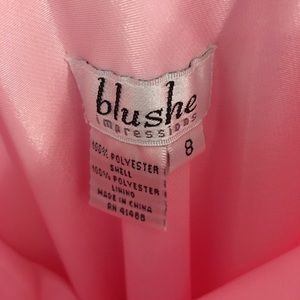 blushe
impressions
8
100% POLYESTER
SHELL
100% POLYESTER
LINING
MADE IN CHINA
RN 41488